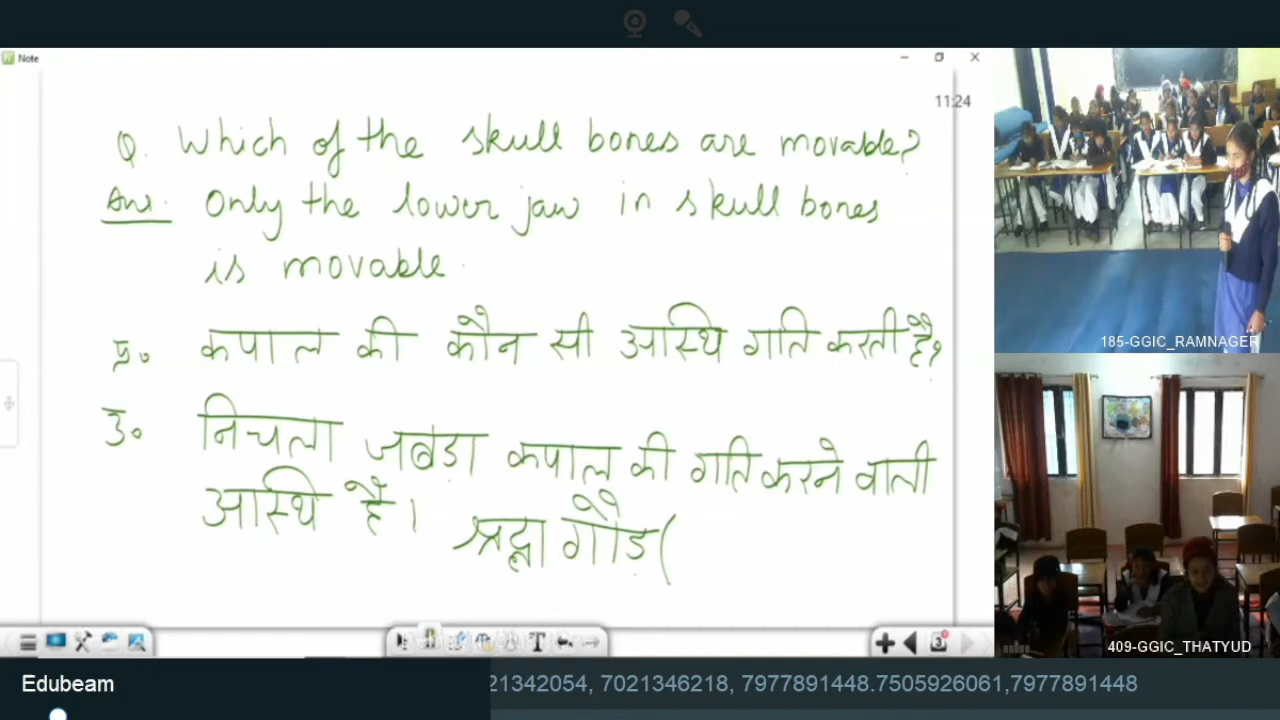 Note
11:24
Q. Which of the skull bones are movable?
Ans. Only the lower jaw in skull bones
is movable.
प्र० कपाल की कौन सी अस्थि गति करती है?
उ० निचला जबड़ा कपाल की गति करने वाली
अस्थि है।
श्रद्धा गौड़(
185-GGIC_RAMNAGER
409-GGIC_THATYUD
T
3
Edubeam
21342054, 7021346218, 7977891448.7505926061,7977891448